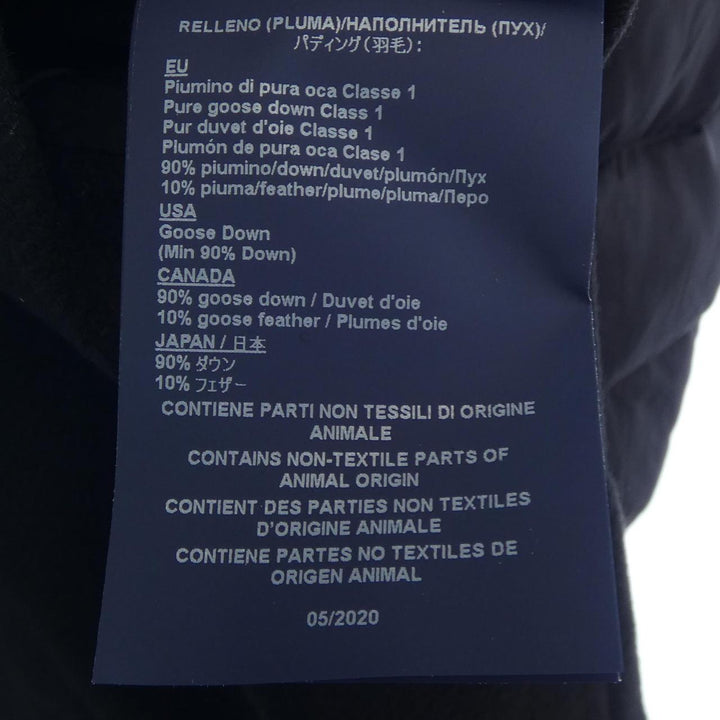 RELLENO (PLUMA)/НАПОЛНИТЕЛЬ (ПУХ)/
パディング(羽毛):
EU
Piumino di pura oca Classe 1
Pure goose down Class 1
Pur duvet d'oie Classe 1
Plumón de pura oca Clase 1
90% piumino/down/duvet/plumón/Пух
10% piuma/feather/plume/pluma/Перо
USA
Goose Down
(Min 90% Down)
CANADA
90% goose down / Duvet d'oie
10% goose feather / Plumes d'oie
JAPAN / 日本
90% ダウン
10% フェザー
CONTIENE PARTI NON TESSILI DI ORIGINE
ANIMALE
CONTAINS NON-TEXTILE PARTS OF
ANIMAL ORIGIN
CONTIENT DES PARTIES NON TEXTILES
D'ORIGINE ANIMALE
CONTIENE PARTES NO TEXTILES DE
ORIGEN ANIMAL
05/2020